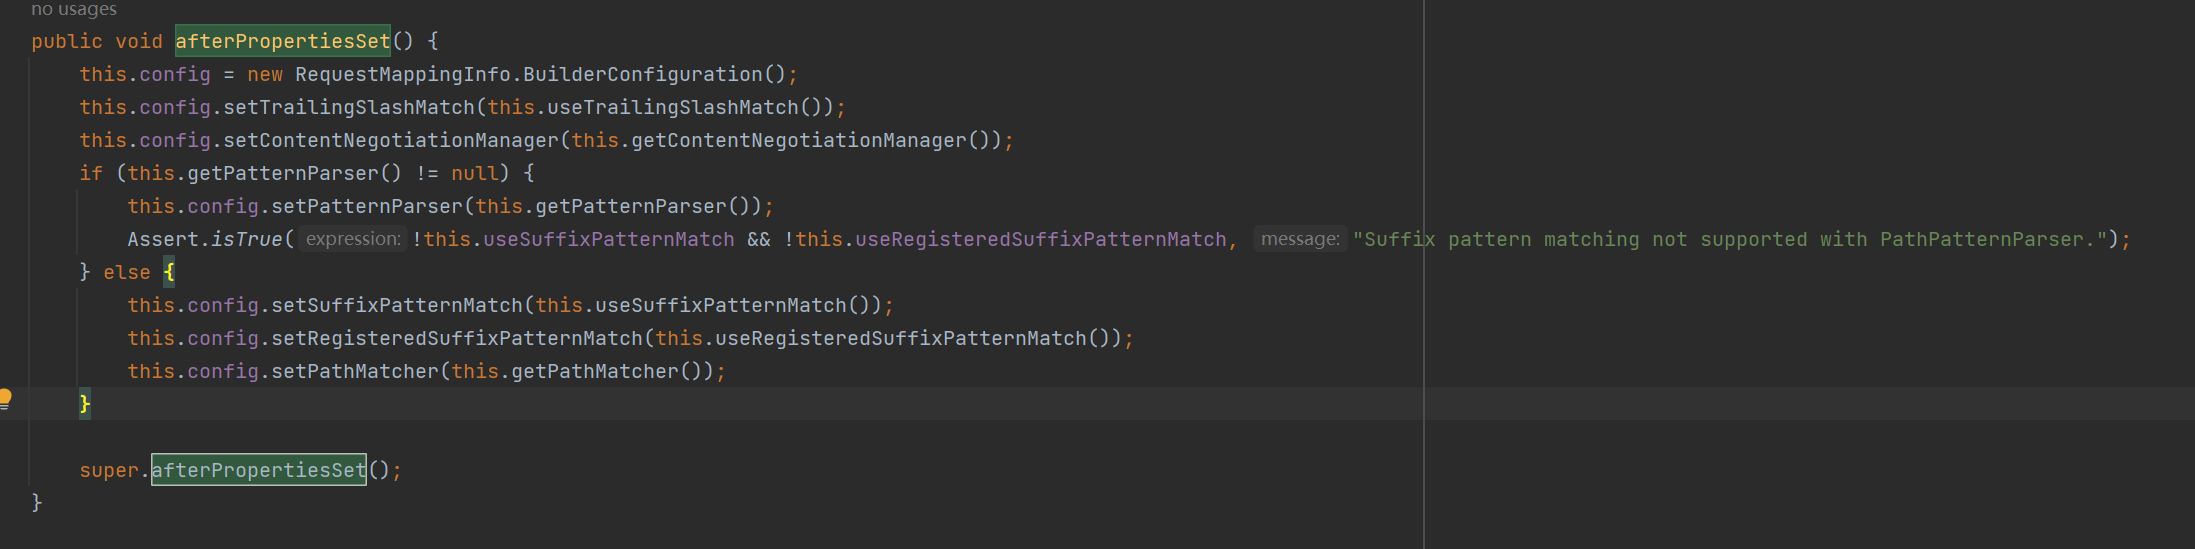 no usages
public void afterPropertiesSet() {
    this.config = new RequestMappingInfo.BuilderConfiguration();
    this.config.setTrailingSlashMatch(this.useTrailingSlashMatch());
    this.config.setContentNegotiationManager(this.getContentNegotiationManager());
    if (this.getPatternParser() != null) {
        this.config.setPatternParser(this.getPatternParser());
        Assert.isTrue( expression: !this.useSuffixPatternMatch && !this.useRegisteredSuffixPatternMatch, message: "Suffix pattern matching not supported with PathPatternParser.");
    } else {
        this.config.setSuffixPatternMatch(this.useSuffixPatternMatch());
        this.config.setRegisteredSuffixPatternMatch(this.useRegisteredSuffixPatternMatch());
        this.config.setPathMatcher(this.getPathMatcher());
    }
    super.afterPropertiesSet();
}